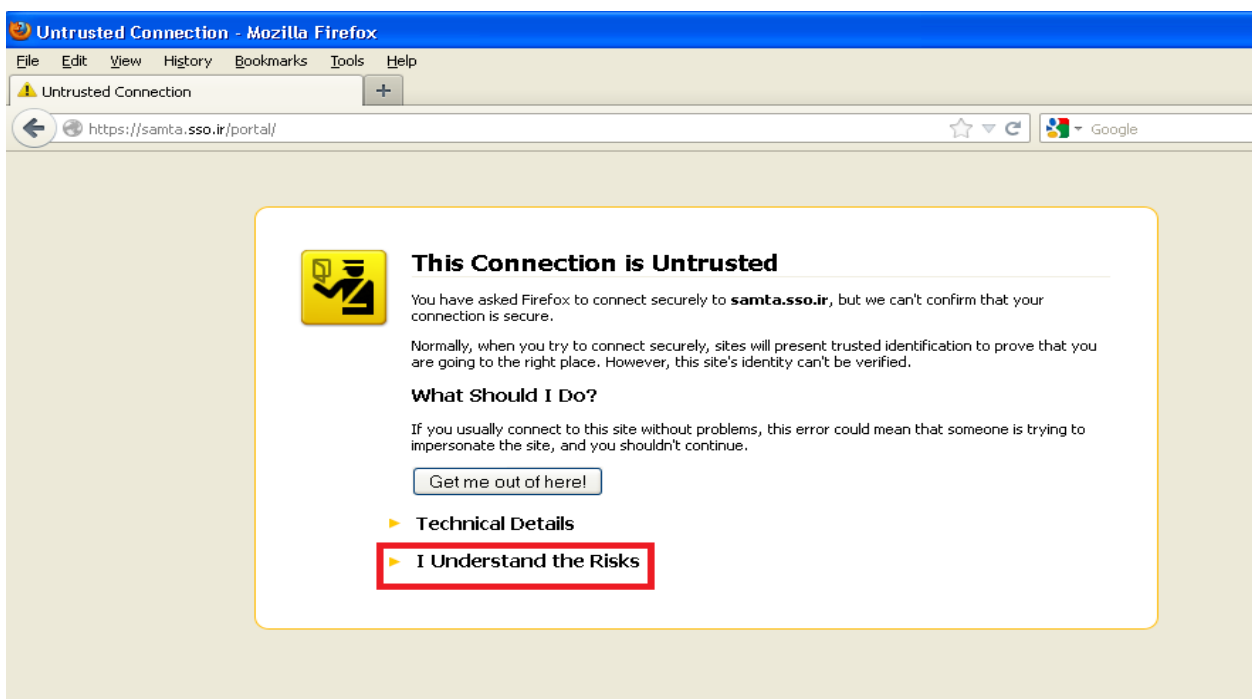 Untrusted Connection - Mozilla Firefox
File Edit View History Bookmarks Tools Help
Untrusted Connection +
https://samta.sso.ir/portal/ Google
This Connection is Untrusted
You have asked Firefox to connect securely to samta.sso.ir, but we can't confirm that your
connection is secure.
Normally, when you try to connect securely, sites will present trusted identification to prove that you
are going to the right place. However, this site's identity can't be verified.
What Should I Do?
If you usually connect to this site without problems, this error could mean that someone is trying to
impersonate the site, and you shouldn't continue.
Get me out of here!
Technical Details
I Understand the Risks